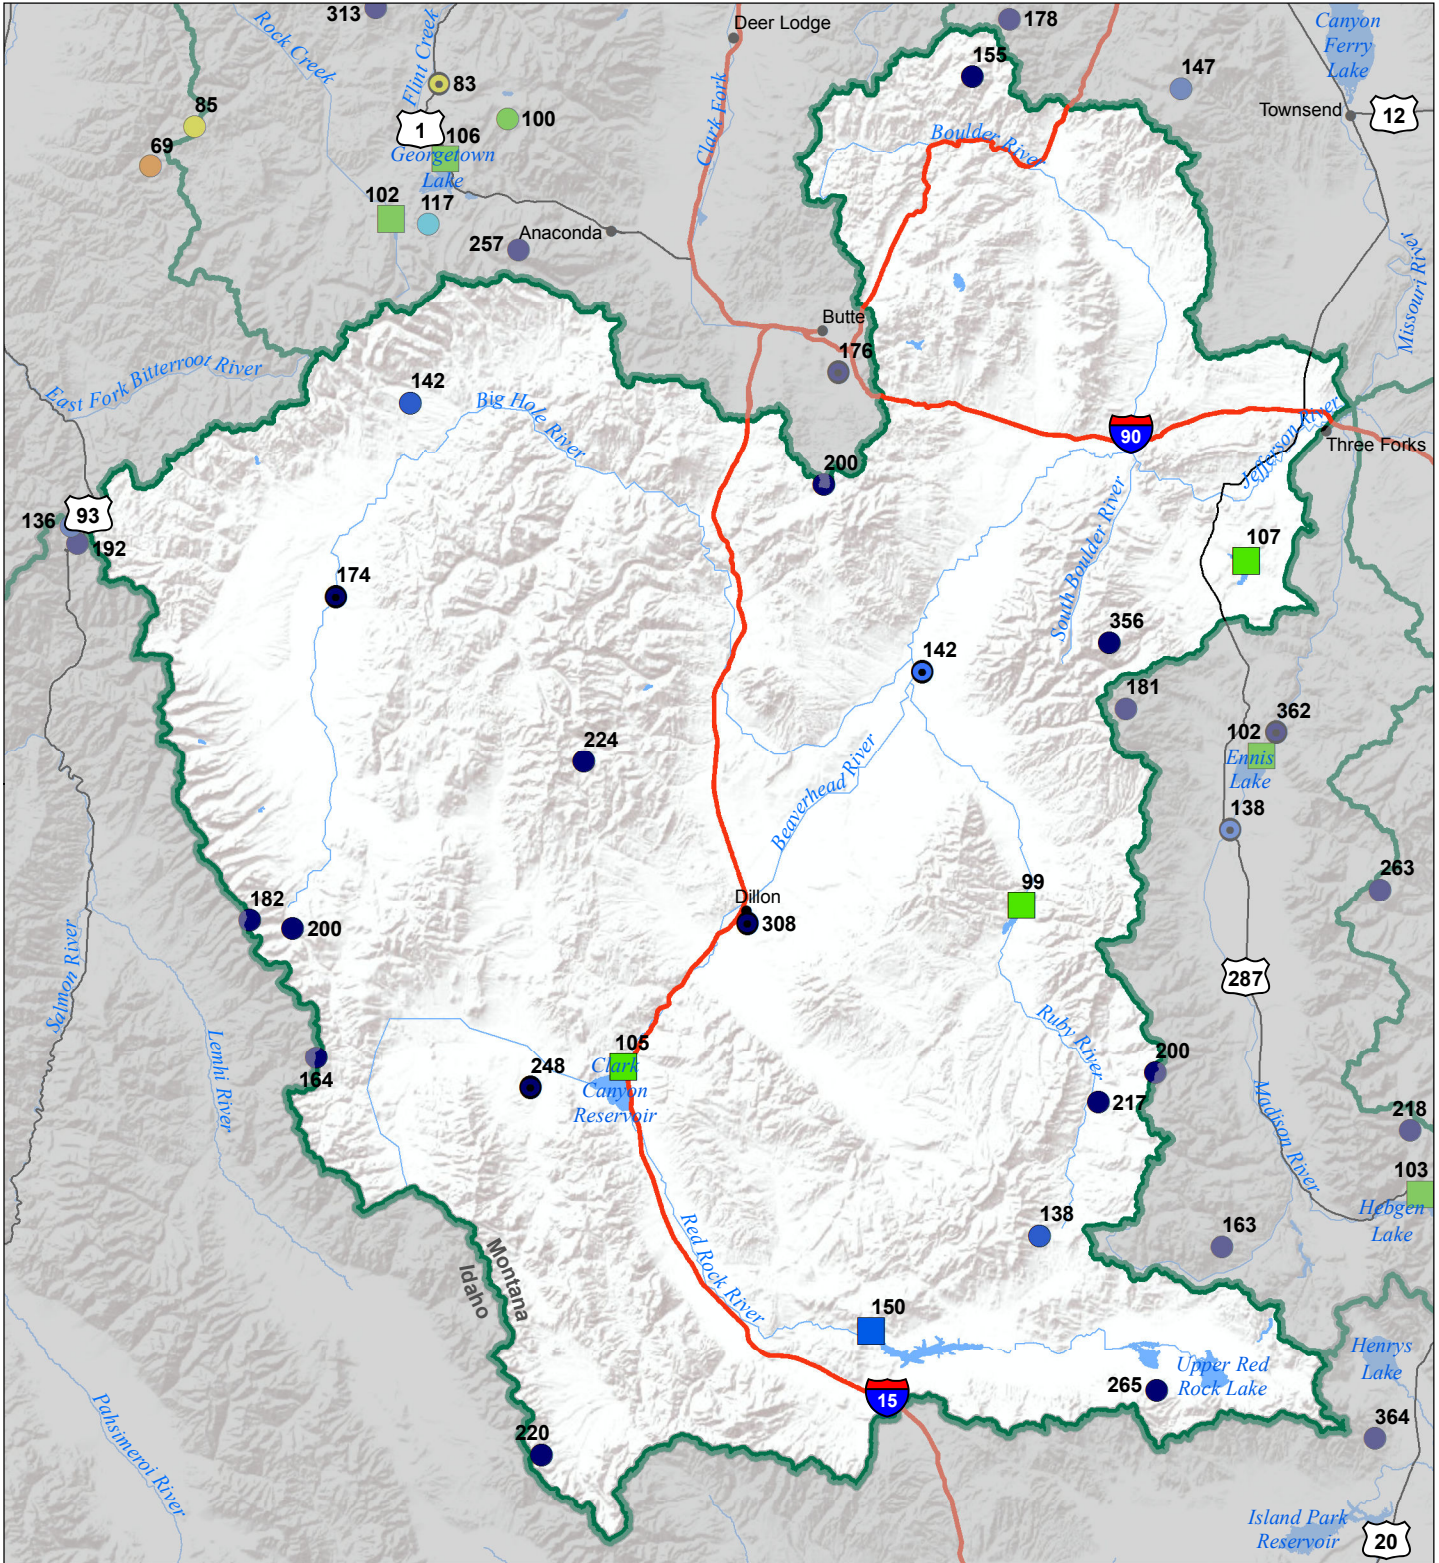 313
Rock Creek
Flint Creek
Deer Lodge
178
Canyon
Ferry
Lake
155
147
83
85
100
Townsend
12
1
106
Clark Fork
Boulder River
69
Georgetown
Lake
102
117
257
Anaconda
Missouri River
Butte
176
East Fork Bitterroot River
142
Big Hole River
90
Jefferson River
Three Forks
200
93
136
192
South Boulder River
107
174
356
142
181
362
102
Ennis
Lake
224
Beaverhead River
138
263
99
Dillon
308
182
200
Salmon River
287
Lemhi River
Ruby River
105
Clark
Canyon
Reservoir
248
164
200
217
Madison River
218
103
Hebgen
Lake
138
163
Montana
Idaho
Red Rock River
150
Henrys
Lake
Upper Red
Rock Lake
265
15
364
Pahsimeroi River
220
Island Park
Reservoir
20